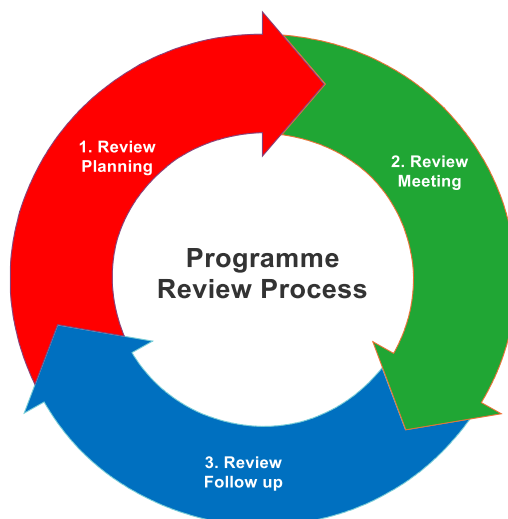 1. Review
Planning
2. Review
Meeting
Programme
Review Process
3. Review
Follow up